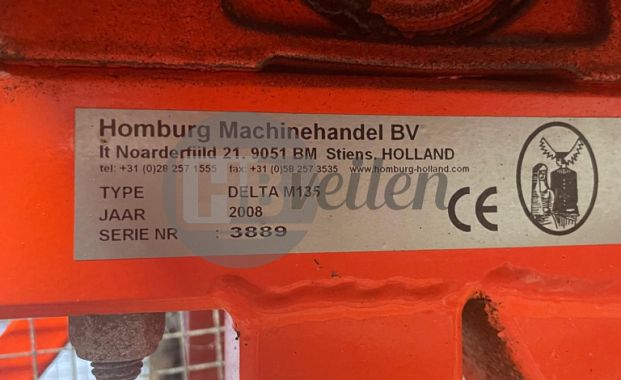 Homburg Machinehandel BV
It Noarderfiild 21. 9051 BM Stiens. HOLLAND
tel: +31 (0)28 257 1555 fax: +31 (0)58 257 3535 www.homburg-holland.com
TYPE : DELTA M135
JAAR : 2008
SERIE NR : 3889
CE
HB veilen